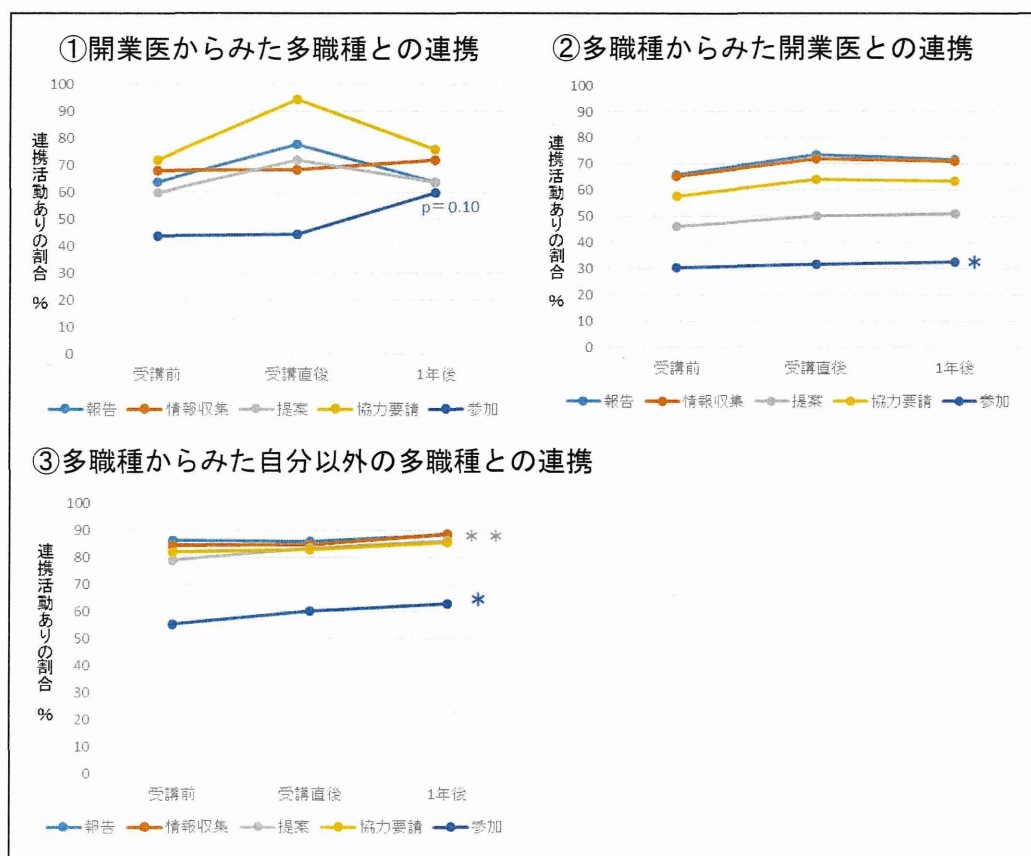 ①開業医からみた多職種との連携
連携活動ありの割合 %
100
90
80
70
60
50
40
30
20
10
0
p=0.10
受講前 受講直後 1年後
報告 情報収集 提案 協力要請 参加
②多職種からみた開業医との連携
連携活動ありの割合 %
100
90
80
70
60
50
40
30
20
10
0
*
受講前 受講直後 1年後
報告 情報収集 提案 協力要請 参加
③多職種からみた自分以外の多職種との連携
連携活動ありの割合 %
100
90
80
70
60
50
40
30
20
10
0
* *
*
受講前 受講直後 1年後
報告 情報収集 提案 協力要請 参加